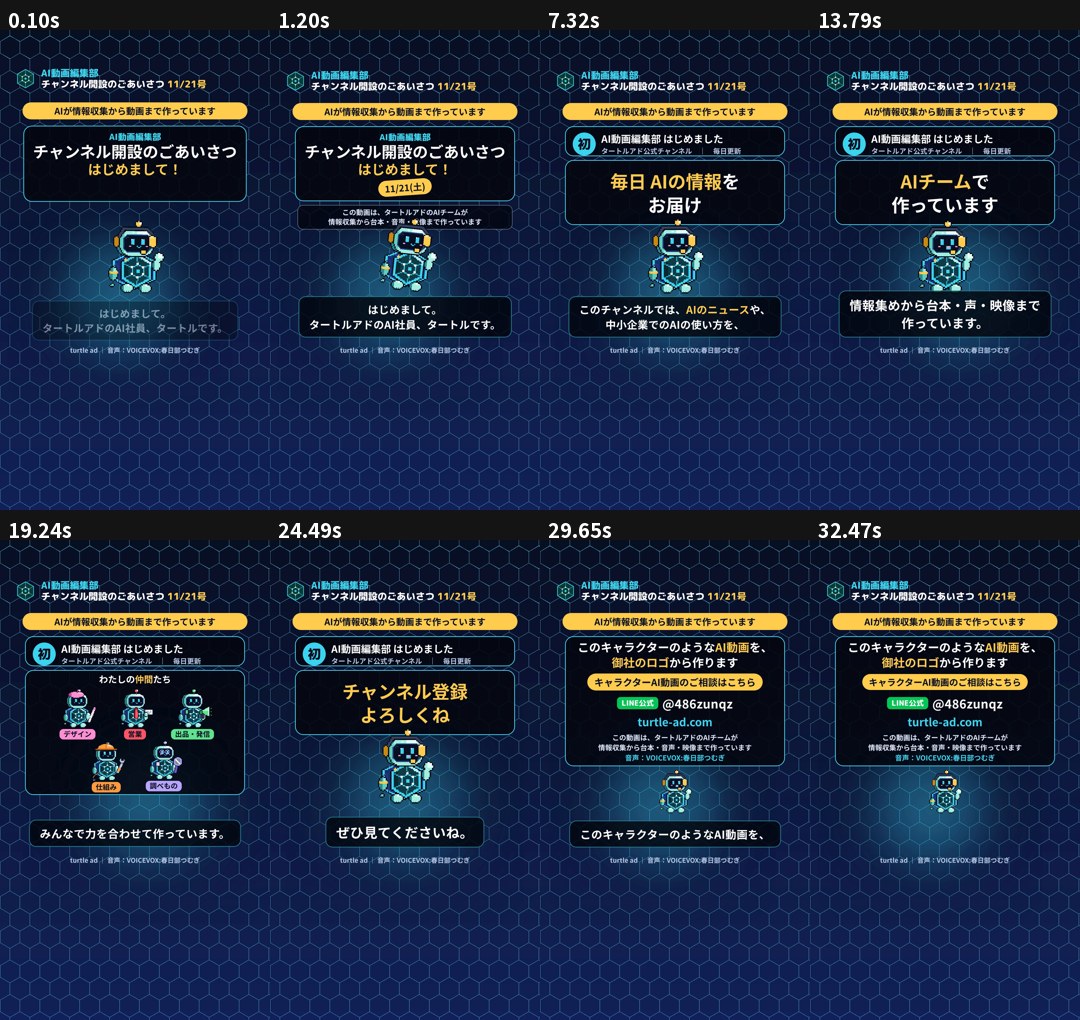 0.10s
AI動画編集部
チャンネル開設のごあいさつ 11/21号
AIが情報収集から動画まで作っています
AI動画編集部
チャンネル開設のごあいさつ
はじめまして！
はじめまして。
タートルアドのAI社員、タートルです。
turtle ad | 音声：VOICEVOX:春日部つむぎ
1.20s
AI動画編集部
チャンネル開設のごあいさつ 11/21号
AIが情報収集から動画まで作っています
AI動画編集部
チャンネル開設のごあいさつ
はじめまして！
11/21(土)
この動画は、タートルアドのAIチームが
情報収集から台本・音声・映像まで作っています
はじめまして。
タートルアドのAI社員、タートルです。
turtle ad | 音声：VOICEVOX:春日部つむぎ
7.32s
AI動画編集部
チャンネル開設のごあいさつ 11/21号
AIが情報収集から動画まで作っています
初
AI動画編集部 はじめました
タートルアド公式チャンネル | 毎日更新
毎日 AIの情報を
お届け
このチャンネルでは、AIのニュースや、
中小企業でのAIの使い方を、
turtle ad | 音声：VOICEVOX:春日部つむぎ
13.79s
AI動画編集部
チャンネル開設のごあいさつ 11/21号
AIが情報収集から動画まで作っています
初
AI動画編集部 はじめました
タートルアド公式チャンネル | 毎日更新
AIチームで
作っています
情報集めから台本・声・映像まで
作っています。
turtle ad | 音声：VOICEVOX:春日部つむぎ
19.24s
AI動画編集部
チャンネル開設のごあいさつ 11/21号
AIが情報収集から動画まで作っています
初
AI動画編集部 はじめました
タートルアド公式チャンネル | 毎日更新
わたしの仲間たち
デザイン
営業
出品・発信
仕組み
調べもの
みんなで力を合わせて作っています。
turtle ad | 音声：VOICEVOX:春日部つむぎ
24.49s
AI動画編集部
チャンネル開設のごあいさつ 11/21号
AIが情報収集から動画まで作っています
初
AI動画編集部 はじめました
タートルアド公式チャンネル | 毎日更新
チャンネル登録
よろしくね
ぜひ見てくださいね。
turtle ad | 音声：VOICEVOX:春日部つむぎ
29.65s
AI動画編集部
チャンネル開設のごあいさつ 11/21号
AIが情報収集から動画まで作っています
このキャラクターのようなAI動画を、
御社のロゴから作ります
キャラクターAI動画のご相談はこちら
LINE公式 @486zunqz
turtle-ad.com
この動画は、タートルアドのAIチームが
情報収集から台本・音声・映像まで作っています
音声：VOICEVOX:春日部つむぎ
このキャラクターのようなAI動画を、
turtle ad | 音声：VOICEVOX:春日部つむぎ
32.47s
AI動画編集部
チャンネル開設のごあいさつ 11/21号
AIが情報収集から動画まで作っています
このキャラクターのようなAI動画を、
御社のロゴから作ります
キャラクターAI動画のご相談はこちら
LINE公式 @486zunqz
turtle-ad.com
この動画は、タートルアドのAIチームが
情報収集から台本・音声・映像まで作っています
音声：VOICEVOX:春日部つむぎ
turtle ad | 音声：VOICEVOX:春日部つむぎ